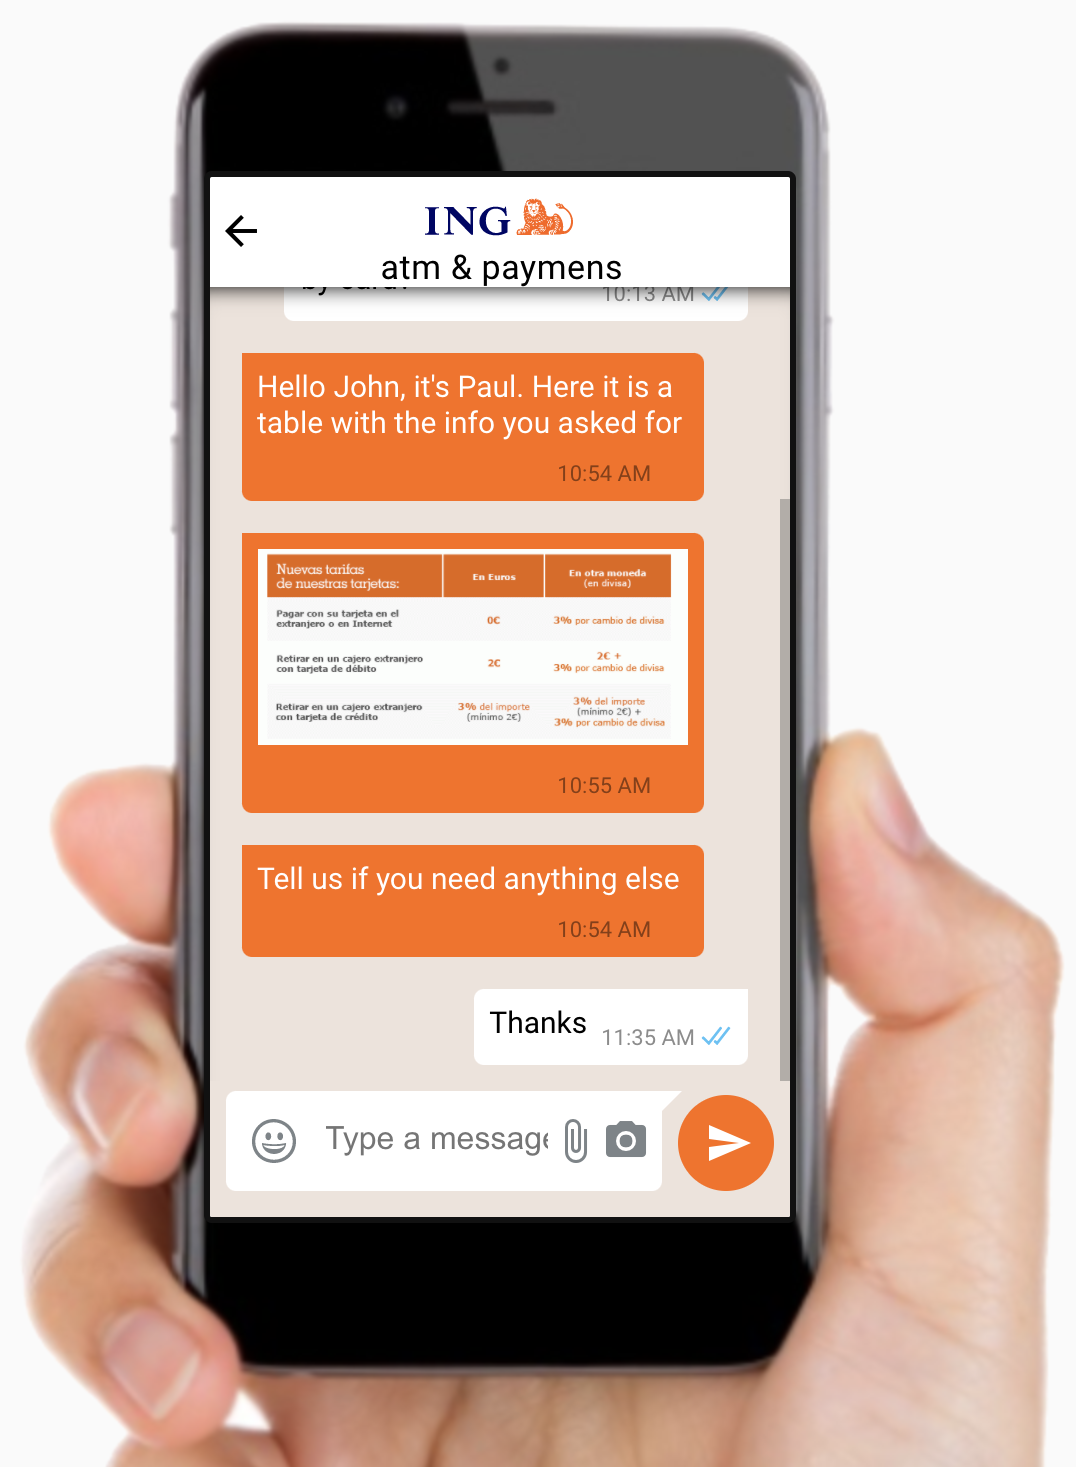 ING
atm & paymens
by card?
10:13 AM
Hello John, it's Paul. Here it is a
table with the info you asked for
10:54 AM
Nuevas tarifas
de nuestras tarjetas:
En Euros
En otra moneda
(en divisa)
Pagar con su tarjeta en el
extranjero o en Internet
0€
3% por cambio de divisa
Retirar en un cajero extranjero
con tarjeta de débito
2€
2€ +
3% por cambio de divisa
Retirar en un cajero extranjero
con tarjeta de crédito
3% del importe
(mínimo 2€)
3% del importe
(mínimo 2€) +
3% por cambio de divisa
10:55 AM
Tell us if you need anything else
10:54 AM
Thanks
11:35 AM
Type a message